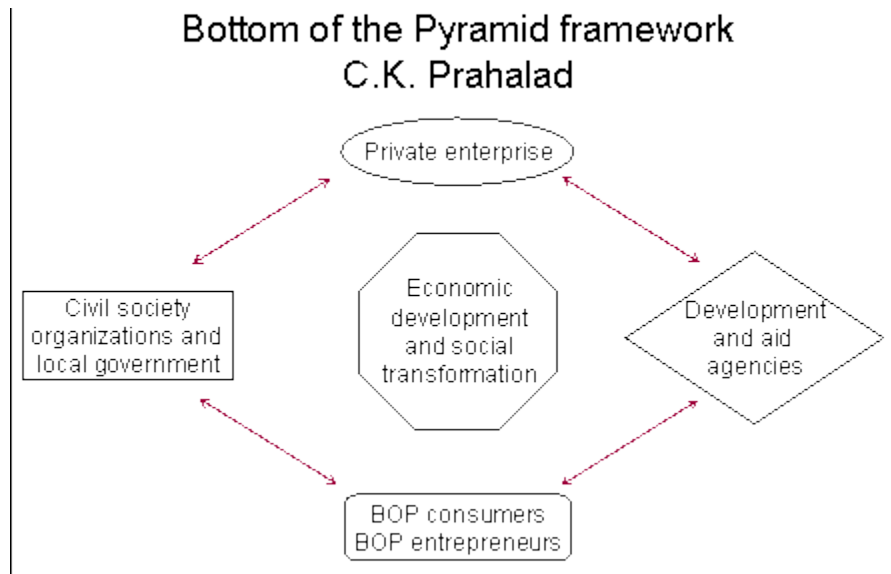 Bottom of the Pyramid framework
C.K. Prahalad
Private enterprise
Civil society
organizations and
local government
Economic
development
and social
transformation
Development
and aid
agencies
BOP consumers
BOP entrepreneurs